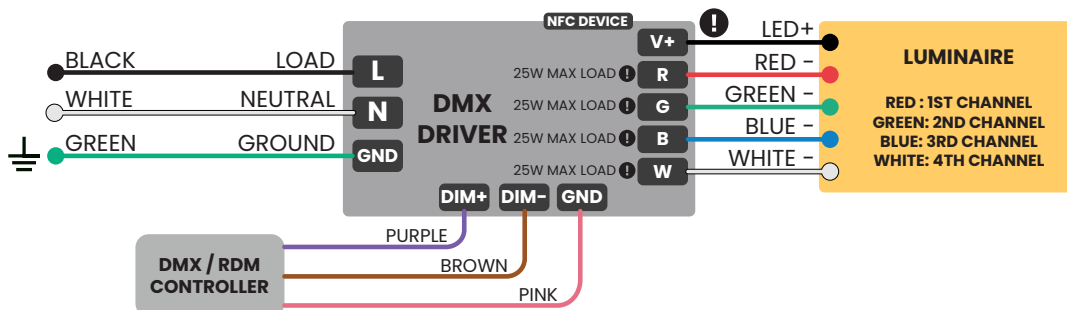 NFC DEVICE
!
V+
LED+
BLACK
LOAD
L
25W MAX LOAD !
R
RED -
WHITE
NEUTRAL
N
25W MAX LOAD !
G
GREEN -
GREEN
GROUND
GND
25W MAX LOAD !
B
BLUE -
25W MAX LOAD !
W
WHITE -
DMX
DRIVER
LUMINAIRE
RED : 1ST CHANNEL
GREEN: 2ND CHANNEL
BLUE: 3RD CHANNEL
WHITE: 4TH CHANNEL
DIM+
DIM-
GND
PURPLE
BROWN
PINK
DMX / RDM
CONTROLLER